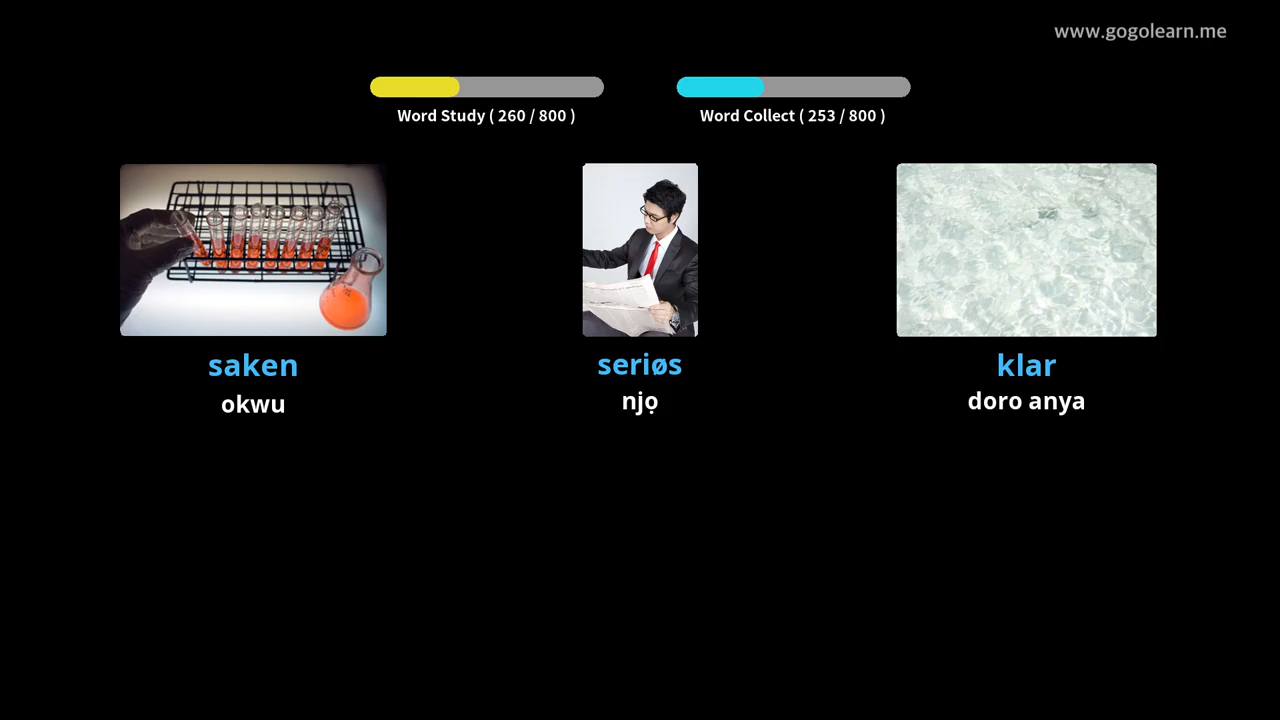 www.gogolearn.me
Word Study ( 260 / 800 )
Word Collect ( 253 / 800 )
saken
seriøs
klar
okwu
njọ
doro anya